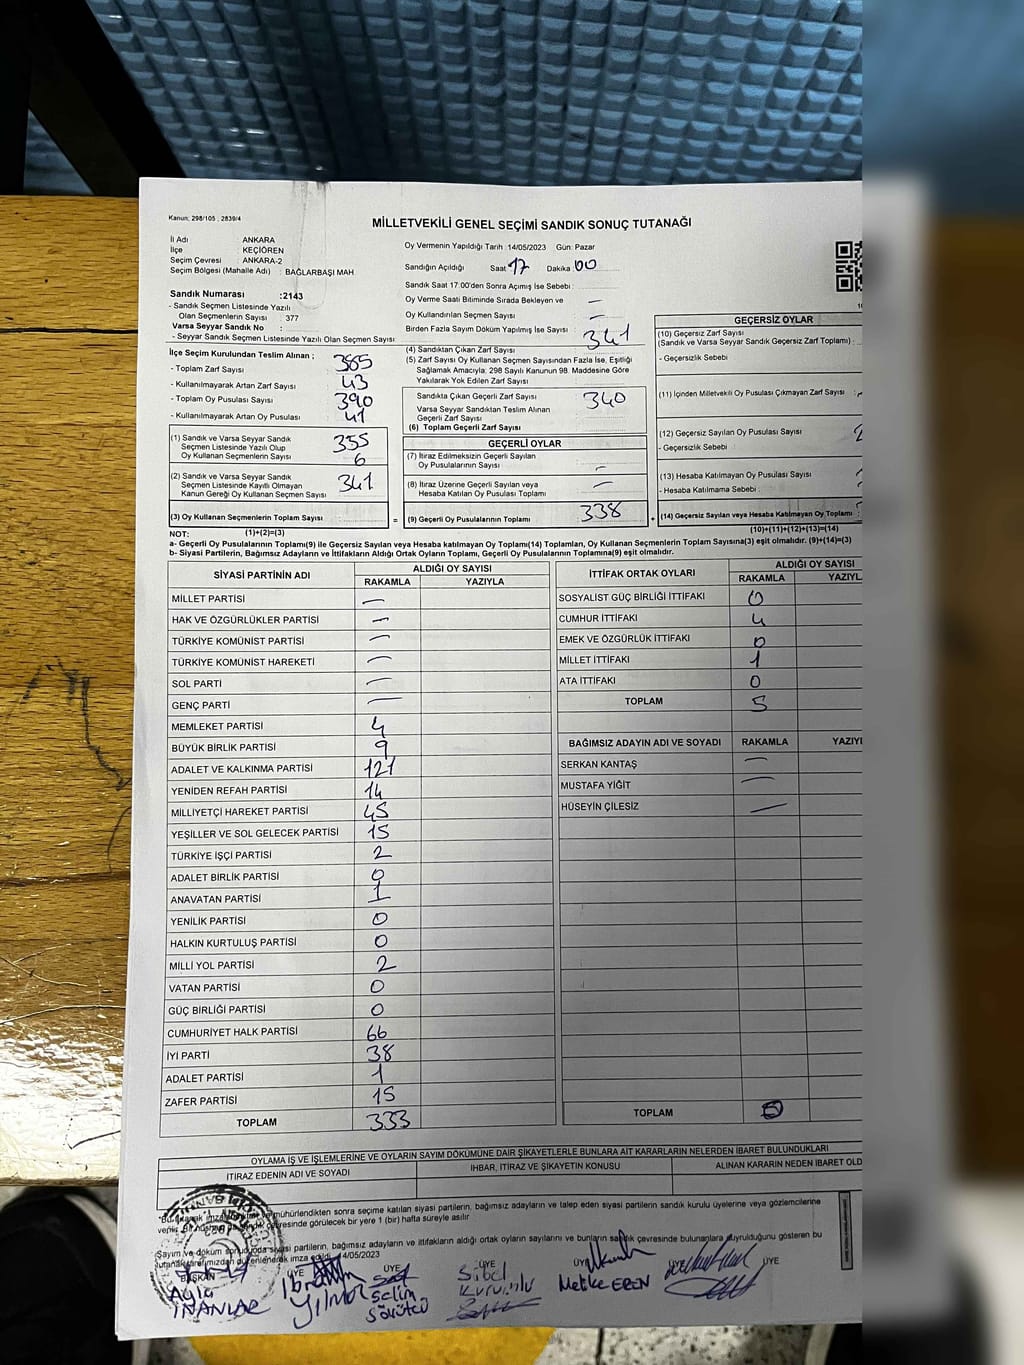 Kanun: 298/105 ; 2839/4
MİLLETVEKİLİ GENEL SEÇİMİ SANDIK SONUÇ TUTANAĞI
İl Adı ANKARA
İlçe KEÇİÖREN
Seçim Çevresi ANKARA-2
Seçim Bölgesi (Mahalle Adı) : BAĞLARBAŞI MAH
Sandık Numarası :2143
- Sandık Seçmen Listesinde Yazılı
Olan Seçmenlerin Sayısı : 377
Varsa Seyyar Sandık No :
- Seyyar Sandık Seçmen Listesinde Yazılı Olan Seçmen Sayısı:
Oy Vermenin Yapıldığı Tarih :14/05/2023 Gün: Pazar
Sandığın Açıldığı Saat 17 Dakika 00
Sandık Saati 17:00'den Sonra Açımış İse Sebebi :
Oy Verme Saati Bitiminde Sırada Bekleyen ve —
Oy Kullandırılan Seçmen Sayısı : —
Birden Fazla Sayım Döküm Yapılmış İse Sayısı :
İlçe Seçim Kurulundan Teslim Alınan ;
- Toplam Zarf Sayısı 385
- Kullanılmayarak Artan Zarf Sayısı 43
- Toplam Oy Pusulası Sayısı 390
- Kullanılmayarak Artan Oy Pusulası 41
(1) Sandık ve Varsa Seyyar Sandık 335
Seçmen Listesinde Yazılı Olup
Oy Kullanan Seçmenlerin Sayısı 6
(2) Sandık ve Varsa Seyyar Sandık
Seçmen Listesinde Kayıtlı Olmayan 341
Kanun Gereği Oy Kullanan Seçmen Sayısı
(3) Oy Kullanan Seçmenlerin Toplam Sayısı :
(4) Sandıktan Çıkan Zarf Sayısı 341
(5) Zarf Sayısı Oy Kullanan Seçmen Sayısından Fazla İse, Eşitliği
Sağlamak Amacıyla; 298 Sayılı Kanunun 98. Maddesine Göre
Yakılarak Yok Edilen Zarf Sayısı
Sandıkta Çıkan Geçerli Zarf Sayısı 340
Varsa Seyyar Sandıktan Teslim Alınan
Geçerli Zarf Sayısı
(6) Toplam Geçerli Zarf Sayısı
GEÇERLİ OYLAR
(7) İtiraz Edilmeksizin Geçerli Sayılan
Oy Pusulalarının Sayısı —
(8) İtiraz Üzerine Geçerli Sayılan veya —
Hesaba Katılan Oy Pusulası Toplamı
= (9) Geçerli Oy Pusulalarının Toplamı 338 +
GEÇERSİZ OYLAR
(10) Geçersiz Zarf Sayısı
(Sandık ve Varsa Seyyar Sandık Geçersiz Zarf Toplamı) :
- Geçersizlik Sebebi
(11) İçinden Milletvekili Oy Pusulası Çıkmayan Zarf Sayısı
(12) Geçersiz Sayılan Oy Pusulası Sayısı
- Geçersizlik Sebebi :
(13) Hesaba Katılmayan Oy Pusulası Sayısı
- Hesaba Katılmama Sebebi :
(14) Geçersiz Sayılan veya Hesaba Katılmayan Oy Toplamı :
NOT: (1)+(2)=(3) (10)+(11)+(12)+(13)=(14)
a- Geçerli Oy Pusulalarının Toplamı(9) ile Geçersiz Sayılan veya Hesaba katılmayan Oy Toplamı(14) Toplamları, Oy Kullanan Seçmenlerin Toplam Sayısına(3) eşit olmalıdır. (9)+(14)=(3)
b- Siyasi Partilerin, Bağımsız Adayların ve İttifakların Aldığı Ortak Oyların Toplamı, Geçerli Oy Pusulalarının Toplamına(9) eşit olmalıdır.
SİYASİ PARTİNİN ADI ALDIĞI OY SAYISI
RAKAMLA YAZIYLA
MİLLET PARTİSİ —
HAK VE ÖZGÜRLÜKLER PARTİSİ —
TÜRKİYE KOMÜNİST PARTİSİ —
TÜRKİYE KOMÜNİST HAREKETİ —
SOL PARTİ —
GENÇ PARTİ —
MEMLEKET PARTİSİ 4
BÜYÜK BİRLİK PARTİSİ 9
ADALET VE KALKINMA PARTİSİ 121
YENİDEN REFAH PARTİSİ 14
MİLLİYETÇİ HAREKET PARTİSİ 45
YEŞİLLER VE SOL GELECEK PARTİSİ 15
TÜRKİYE İŞÇİ PARTİSİ 2
ADALET BİRLİK PARTİSİ 0
ANAVATAN PARTİSİ 1
YENİLİK PARTİSİ 0
HALKIN KURTULUŞ PARTİSİ 0
MİLLİ YOL PARTİSİ 2
VATAN PARTİSİ 0
GÜÇ BİRLİĞİ PARTİSİ 0
CUMHURİYET HALK PARTİSİ 66
İYİ PARTİ 38
ADALET PARTİSİ 1
ZAFER PARTİSİ 15
TOPLAM 333
İTTİFAK ORTAK OYLARI ALDIĞI OY SAYISI
RAKAMLA YAZIYLA
SOSYALİST GÜÇ BİRLİĞİ İTTİFAKI 0
CUMHUR İTTİFAKI 4
EMEK VE ÖZGÜRLÜK İTTİFAKI 0
MİLLET İTTİFAKI 1
ATA İTTİFAKI 0
TOPLAM 5
BAĞIMSIZ ADAYIN ADI VE SOYADI RAKAMLA YAZIYL
SERKAN KANTAŞ —
MUSTAFA YİĞİT —
HÜSEYİN ÇİLESİZ —
TOPLAM
OYLAMA İŞ VE İŞLEMLERİNE VE OYLARIN SAYIM DÖKÜMÜNE DAİR ŞİKAYETLERLE BUNLARA AİT KARARLARIN NELERDEN İBARET BULUNDUKLARI
İTİRAZ EDENİN ADI VE SOYADI İHBAR, İTİRAZ VE ŞİKAYETİN KONUSU ALINAN KARARIN NEDEN İBARET OLD
mühürlendikten sonra seçime katılan siyasi partilerin, bağımsız adayların ve talep eden siyasi partilerin sandık kurulu üyelerine veya gözlemcilerine
çevresinde görülecek bir yere 1 (bir) hafta süreyle asılır
Sayım ve döküm sonunda siyasi partilerin, bağımsız adayların ve ittifakların aldığı ortak oyların sayılarını ve bunların sandık çevresinde bulunanlara duyrulduğunu gösteren bu
tutanak tarafımızdan düzenlenerek imza edildi. 14/05/2023
BAŞKAN ÜYE ÜYE ÜYE ÜYE ÜYE
Ayla İNANLAR
İbrahim Yılmaz
Selim Söğütcü
Sibel
Melike EREN